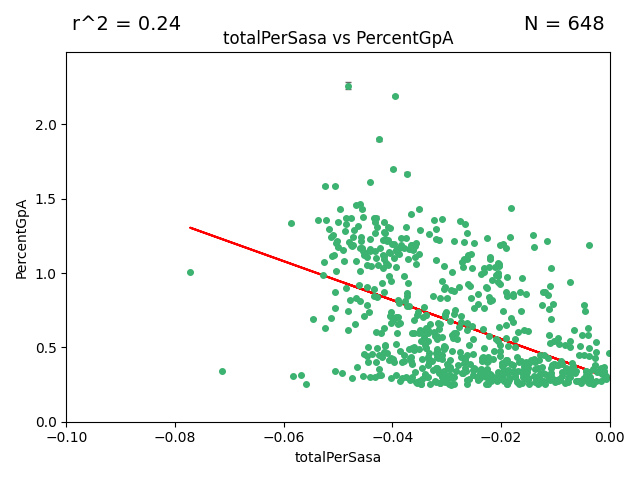 r^2 = 0.24
N = 648
totalPerSasa vs PercentGpA
PercentGpA
2.0
1.5
1.0
0.5
0.0
−0.10
−0.08
−0.06
−0.04
−0.02
0.00
totalPerSasa